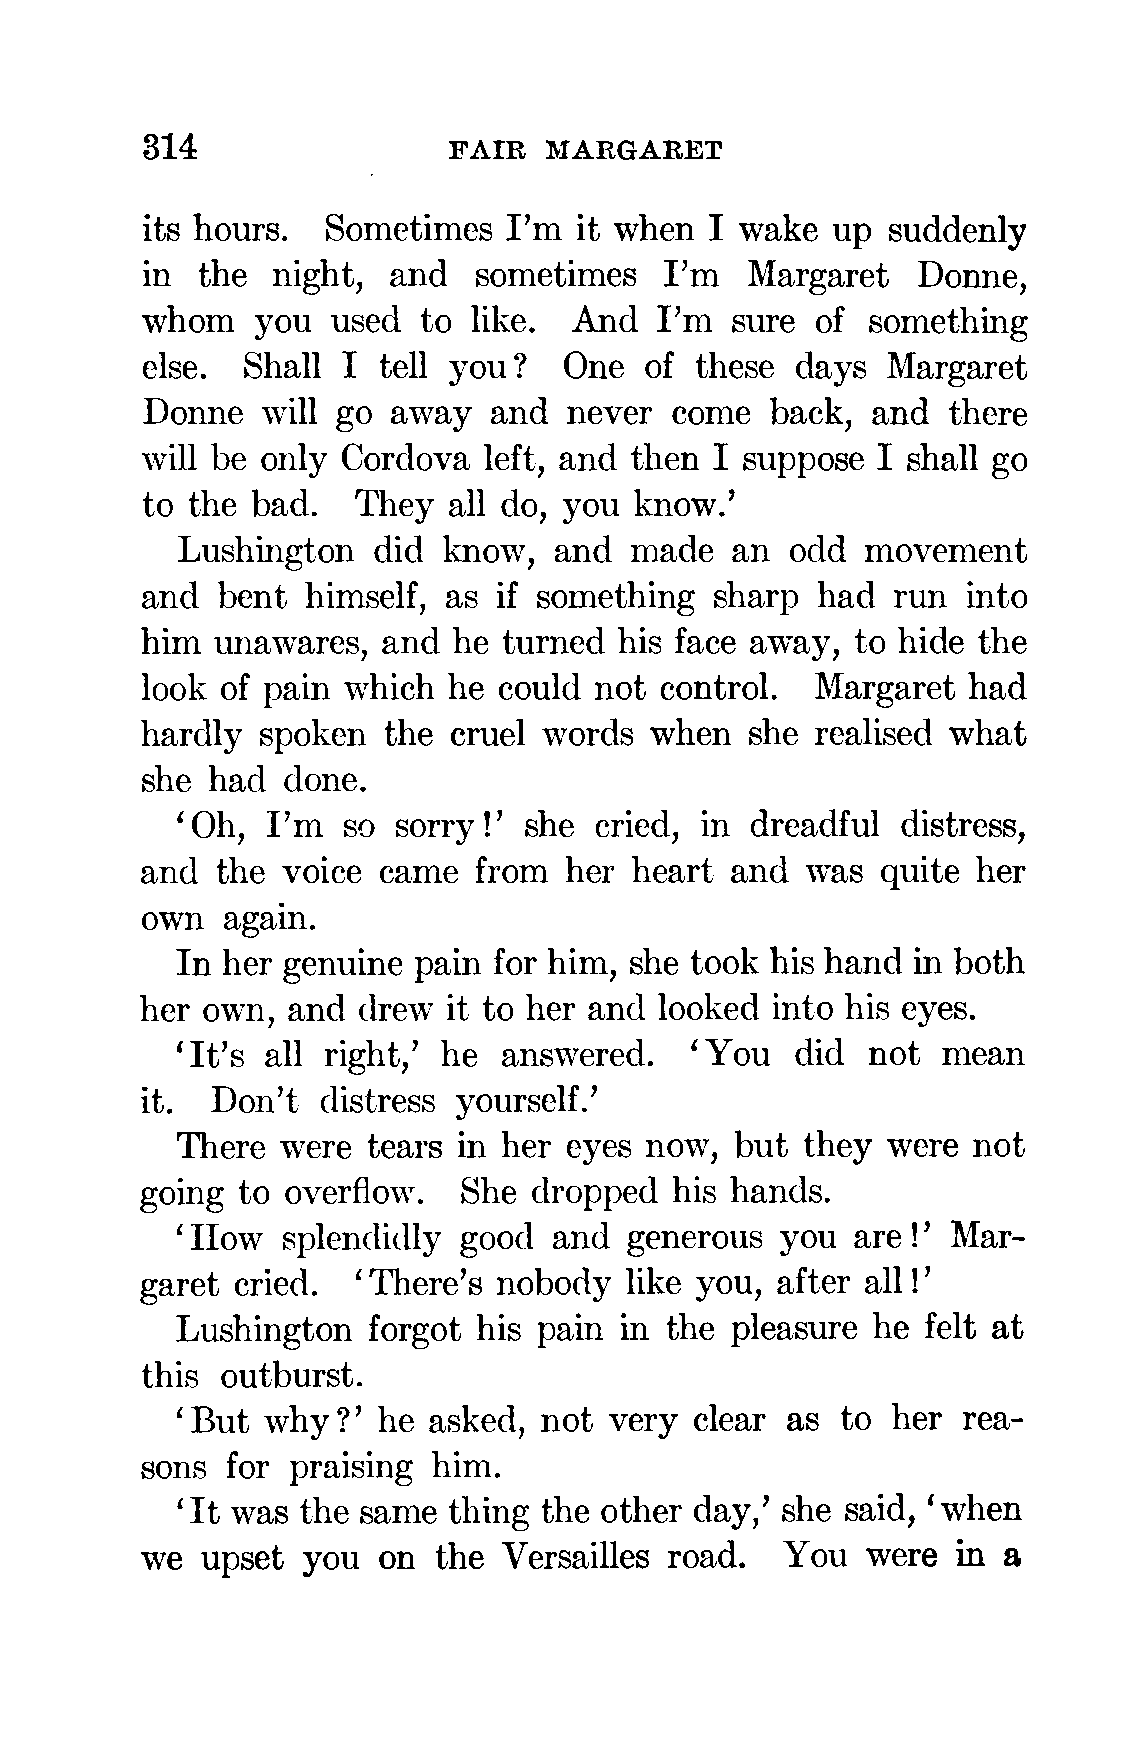 314 FAIR MARGARET
its hours. Sometimes I'm it when I wake up suddenly
in the night, and sometimes I'm Margaret Donne,
whom you used to like. And I'm sure of something
else. Shall I tell you? One of these days Margaret
Donne will go away and never come back, and there
will be only Cordova left, and then I suppose I shall go
to the bad. They all do, you know.'
Lushington did know, and made an odd movement
and bent himself, as if something sharp had run into
him unawares, and he turned his face away, to hide the
look of pain which he could not control. Margaret had
hardly spoken the cruel words when she realised what
she had done.
'Oh, I'm so sorry!' she cried, in dreadful distress,
and the voice came from her heart and was quite her
own again.
In her genuine pain for him, she took his hand in both
her own, and drew it to her and looked into his eyes.
'It's all right,' he answered. 'You did not mean
it. Don't distress yourself.'
There were tears in her eyes now, but they were not
going to overflow. She dropped his hands.
'How splendidly good and generous you are!' Mar-
garet cried. 'There's nobody like you, after all!'
Lushington forgot his pain in the pleasure he felt at
this outburst.
'But why?' he asked, not very clear as to her rea-
sons for praising him.
'It was the same thing the other day,' she said, 'when
we upset you on the Versailles road. You were in a